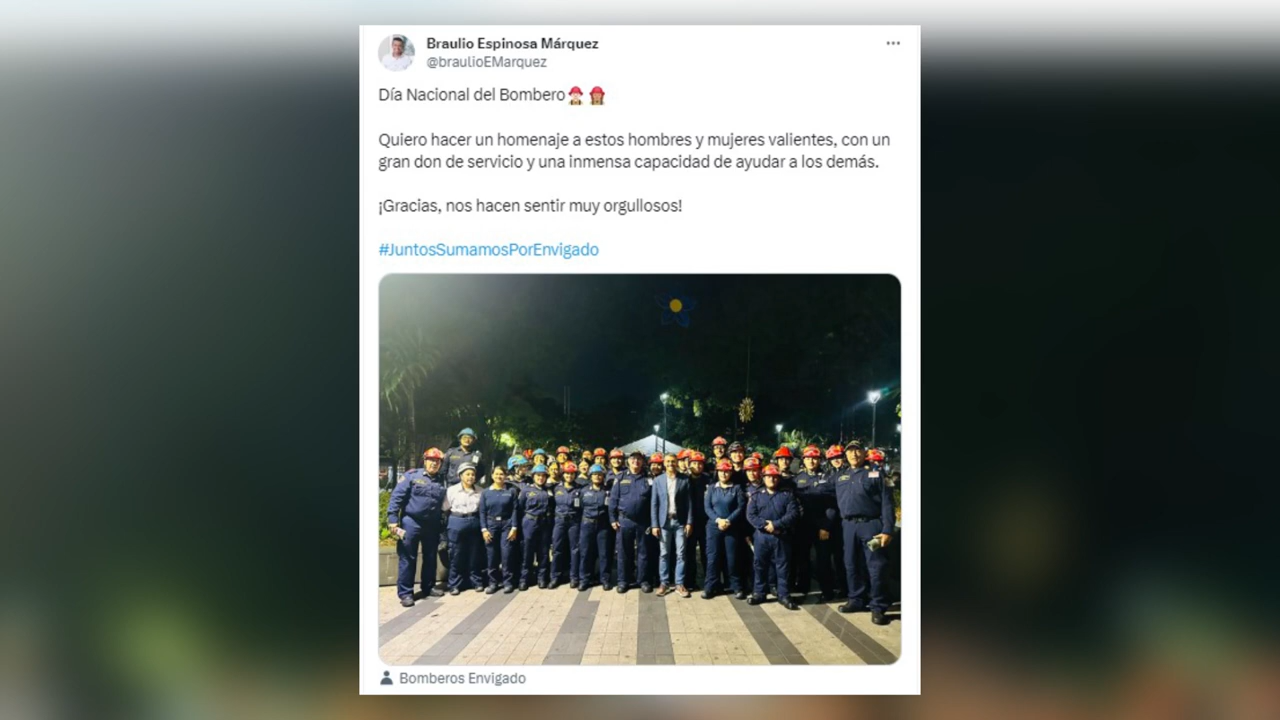 Braulio Espinosa Márquez
@braulioEMarquez
Día Nacional del Bombero
Quiero hacer un homenaje a estos hombres y mujeres valientes, con un
gran don de servicio y una inmensa capacidad de ayudar a los demás.
¡Gracias, nos hacen sentir muy orgullosos!
#JuntosSumamosPorEnvigado
Bomberos Envigado